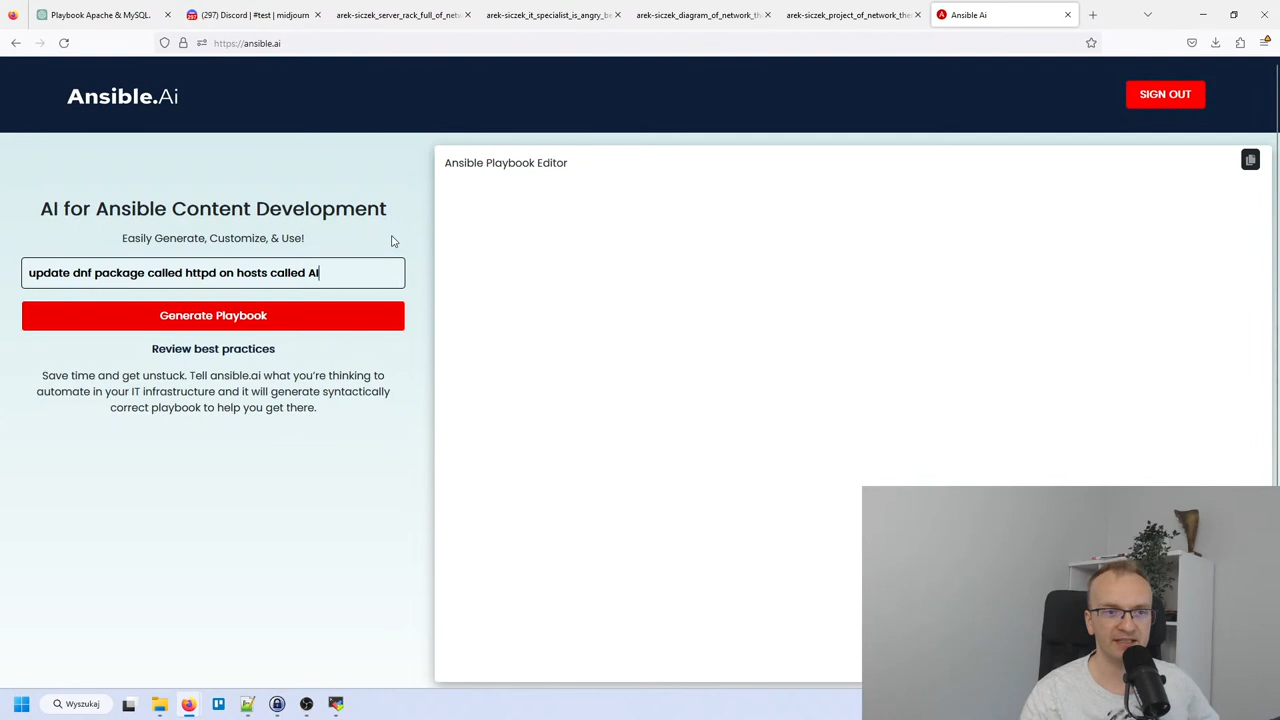 Playbook Apache & MySQL.
(297) Discord | #test | midjourn
arek-siczek_server_rack_full_of_netw
arek-siczek_it_specialist_is_angry_be
arek-siczek_diagram_of_network_th
arek-siczek_project_of_network_the
Ansible Ai
https://ansible.ai
Ansible.Ai
SIGN OUT
AI for Ansible Content Development
Easily Generate, Customize, & Use!
update dnf package called httpd on hosts called AI
Generate Playbook
Review best practices
Save time and get unstuck. Tell ansible.ai what you’re thinking to
automate in your IT infrastructure and it will generate syntactically
correct playbook to help you get there.
Ansible Playbook Editor
Wyszukaj